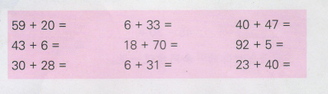 59 + 20 = 6 + 33 = 40 + 47 =
43 + 6 = 18 + 70 = 92 + 5 =
30 + 28 = 6 + 31 = 23 + 40 =